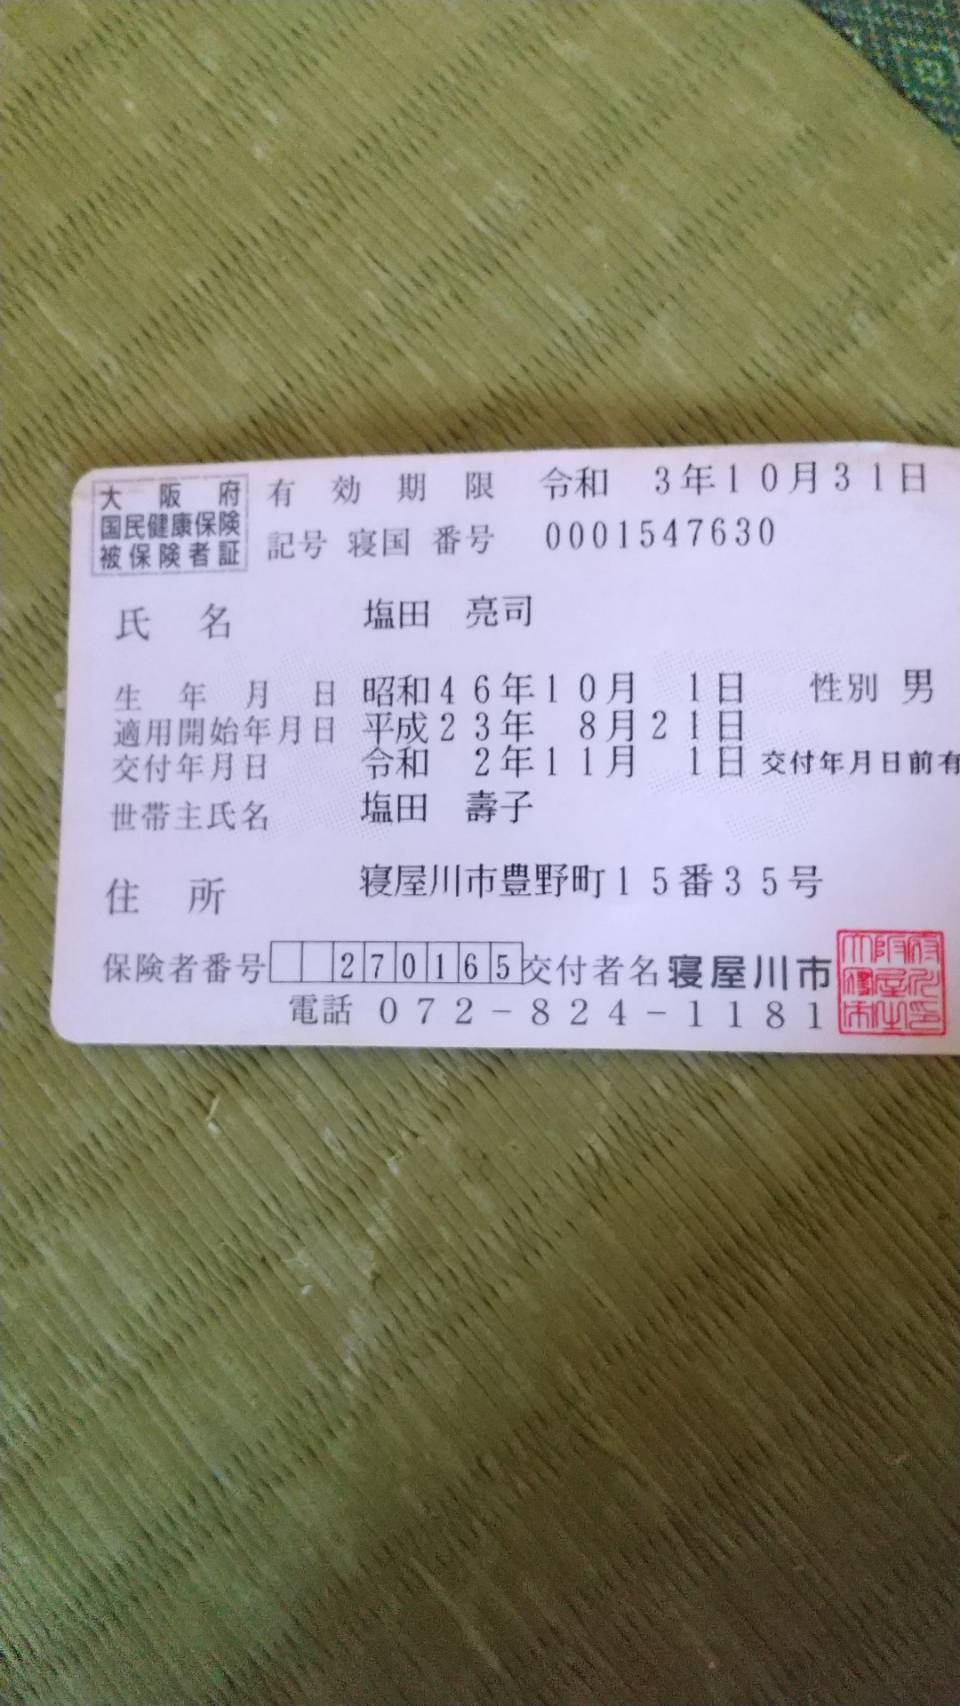 大阪府
国民健康保険
被保険者証
有効期限 令和 3年10月31日
記号 寝国 番号 0001547630
氏名 塩田 亮司
生年月日 昭和46年10月 1日 性別 男
適用開始年月日 平成23年 8月21日
交付年月日 令和 2年11月 1日 交付年月日前有
世帯主氏名 塩田 壽子
住所 寝屋川市豊野町15番35号
保険者番号 270165 交付者名 寝屋川市
電話 072-824-1181